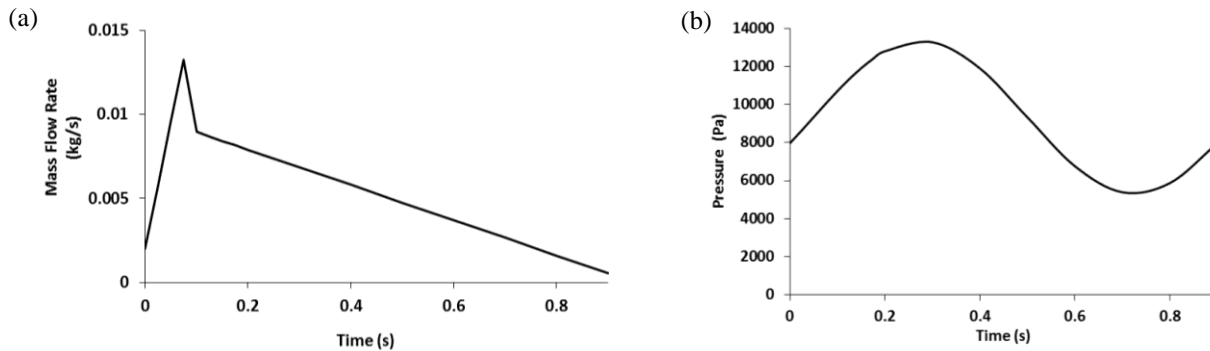 (a)
0.015
0.01
0.005
0
Mass Flow Rate
(kg/s)
0 0.2 0.4 0.6 0.8
Time (s)
(b)
14000
12000
10000
8000
6000
4000
2000
0
Pressure (Pa)
0 0.2 0.4 0.6 0.8
Time (s)